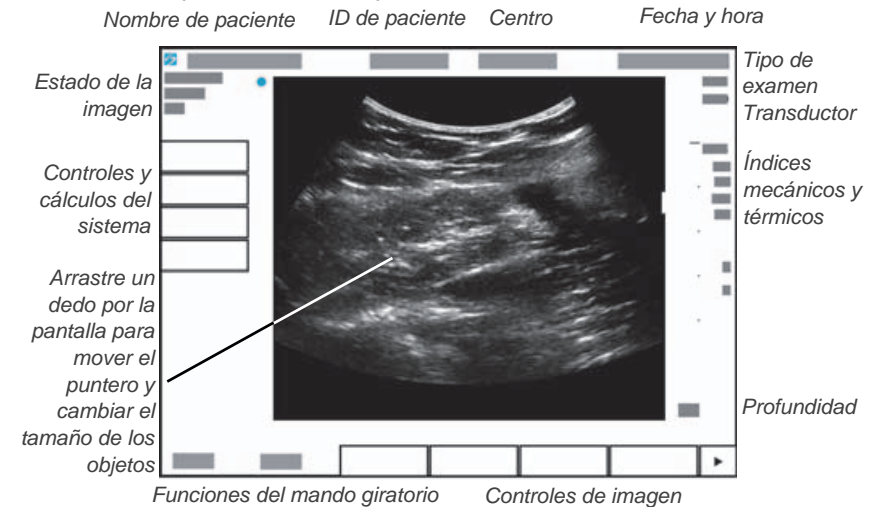 Nombre de paciente
ID de paciente
Centro
Fecha y hora
Estado de la
imagen
Controles y
cálculos del
sistema
Arrastre un
dedo por la
pantalla para
mover el
puntero y
cambiar el
tamaño de los
objetos
Tipo de
examen
Transductor
Índices
mecánicos y
térmicos
Profundidad
Funciones del mando giratorio
Controles de imagen